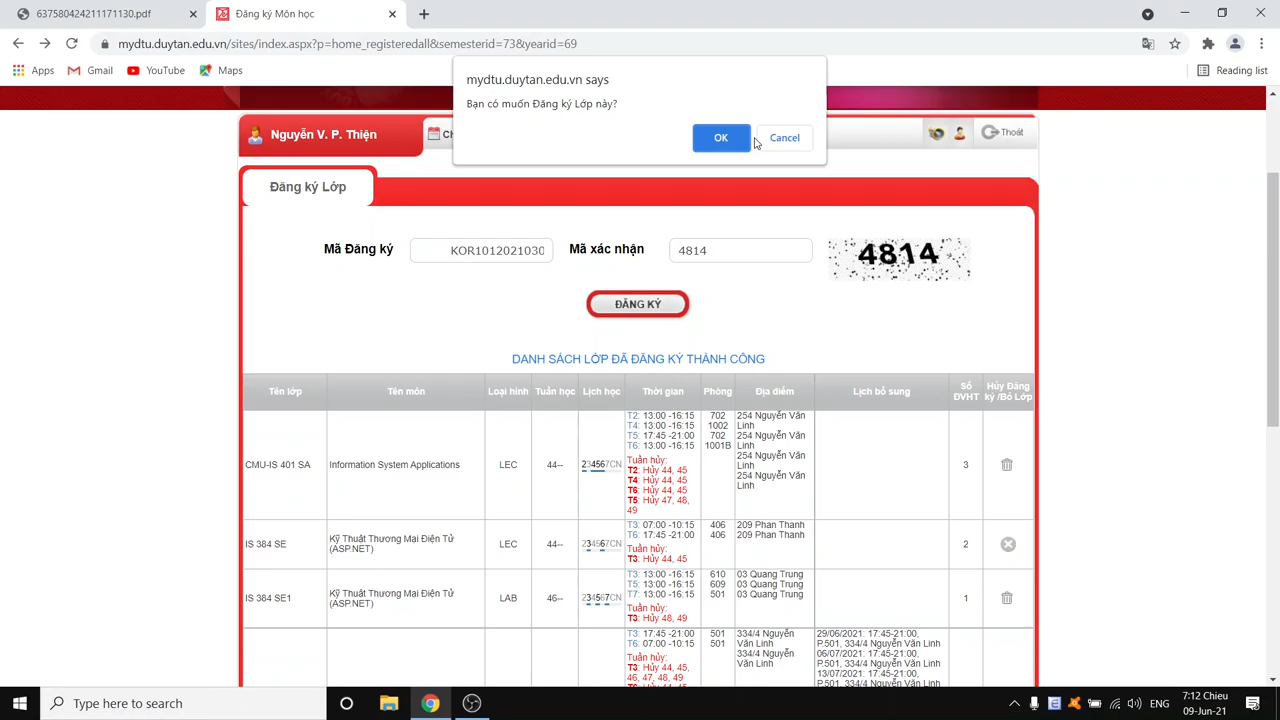 637580424211171130.pdf
Đăng ký Môn học
mydtu.duytan.edu.vn/sites/index.aspx?p=home_registeredall&semesterid=73&yearid=69
Apps
Gmail
YouTube
Maps
Reading list
mydtu.duytan.edu.vn says
Bạn có muốn Đăng ký Lớp này?
OK
Cancel
Nguyễn V. P. Thiện
Thoát
Đăng ký Lớp
Mã Đăng ký
KOR1012021030
Mã xác nhận
4814
4814
ĐĂNG KÝ
DANH SÁCH LỚP ĐÃ ĐĂNG KÝ THÀNH CÔNG
Tên lớp
Tên môn
Loại hình
Tuần học
Lịch học
Thời gian
Phòng
Địa điểm
Lịch bổ sung
Số
ĐVHT
Hủy Đăng
ký /Bỏ Lớp
CMU-IS 401 SA
Information System Applications
LEC
44--
234567CN
T2: 13:00 -16:15
T4: 13:00 -16:15
T5: 17:45 -21:00
T6: 13:00 -16:15
Tuần hủy:
T2: Hủy 44, 45
T4: Hủy 44, 45
T6: Hủy 44, 45
T5: Hủy 47, 48,
49
702
1002
702
1001B
254 Nguyễn Văn
Linh
254 Nguyễn Văn
Linh
254 Nguyễn Văn
Linh
254 Nguyễn Văn
Linh
3
IS 384 SE
Kỹ Thuật Thương Mại Điện Tử
(ASP.NET)
LEC
44--
234567CN
T3: 07:00 -10:15
T6: 17:45 -21:00
Tuần hủy:
T3: Hủy 44, 45
406
406
209 Phan Thanh
209 Phan Thanh
2
IS 384 SE1
Kỹ Thuật Thương Mại Điện Tử
(ASP.NET)
LAB
46--
234567CN
T3: 13:00 -16:15
T5: 13:00 -16:15
T7: 13:00 -16:15
Tuần hủy:
T3: Hủy 48, 49
610
609
501
03 Quang Trung
03 Quang Trung
03 Quang Trung
1
T3: 17:45 -21:00
T6: 07:00 -10:15
Tuần hủy:
T3: Hủy 44, 45,
46, 47, 48, 49
501
501
334/4 Nguyễn
Văn Linh
334/4 Nguyễn
Văn Linh
29/06/2021: 17:45-21:00,
P.501, 334/4 Nguyễn Văn Linh
06/07/2021: 17:45-21:00,
P.501, 334/4 Nguyễn Văn Linh
13/07/2021: 17:45-21:00,
P.501, 334/4 Nguyễn Văn Linh
Type here to search
ENG
7:12 Chieu
09-Jun-21